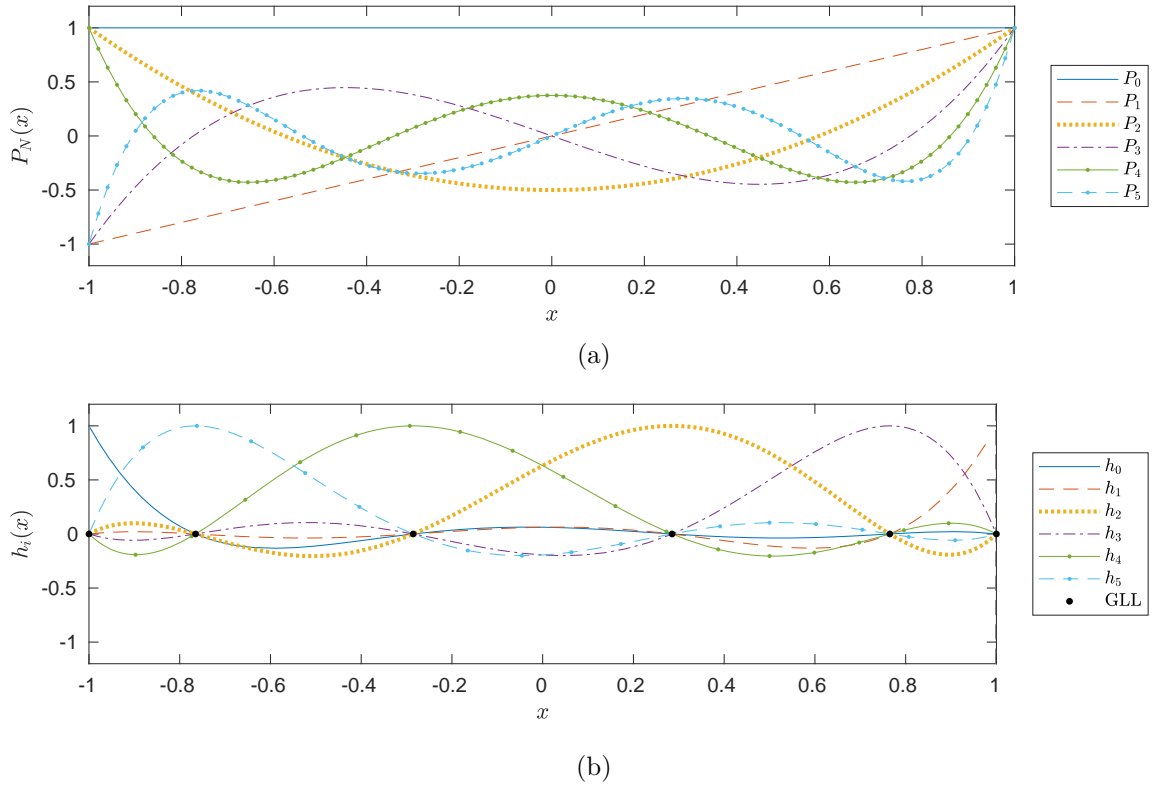 1
0.5
0
-0.5
-1
P_N(x)
-1 -0.8 -0.6 -0.4 -0.2 0 0.2 0.4 0.6 0.8 1
x
P_0
P_1
P_2
P_3
P_4
P_5
(a)
1
0.5
0
-0.5
-1
h_i(x)
-1 -0.8 -0.6 -0.4 -0.2 0 0.2 0.4 0.6 0.8 1
x
h_0
h_1
h_2
h_3
h_4
h_5
GLL
(b)